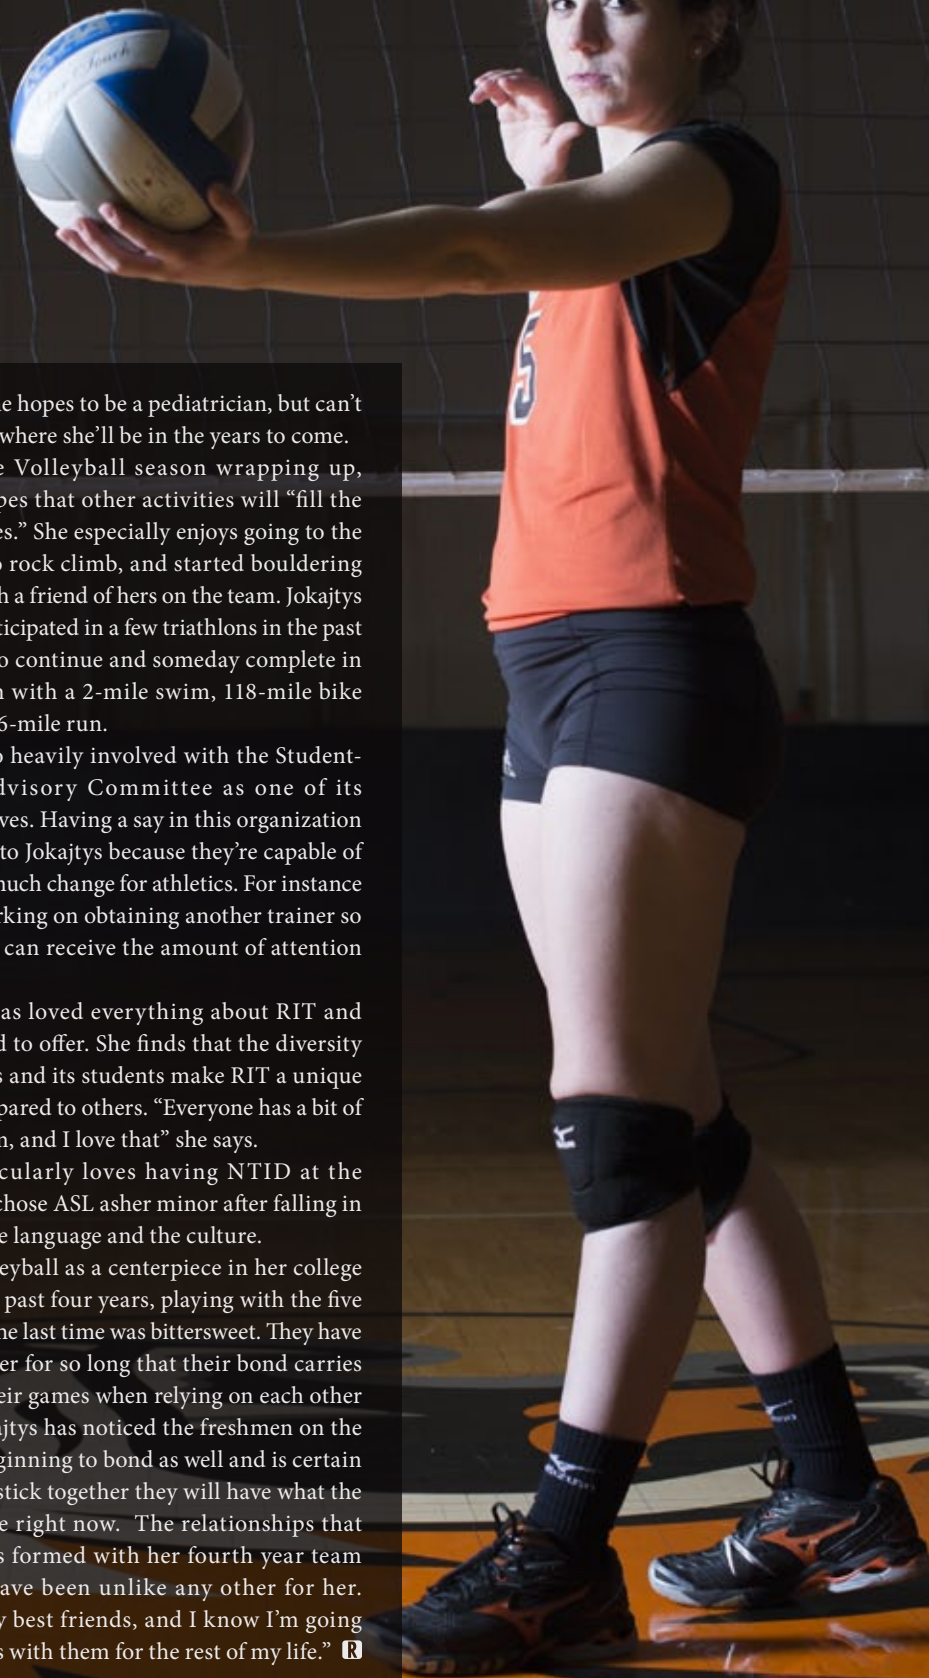 Touch
5
e hopes to be a pediatrician, but can’t
where she’ll be in the years to come.
e Volleyball season wrapping up,
pes that other activities will “fill the
es.” She especially enjoys going to the
o rock climb, and started bouldering
h a friend of hers on the team. Jokajtys
ticipated in a few triathlons in the past
o continue and someday complete in
n with a 2-mile swim, 118-mile bike
6-mile run.
o heavily involved with the Student-
dvisory Committee as one of its
ves. Having a say in this organization
to Jokajtys because they’re capable of
much change for athletics. For instance
rking on obtaining another trainer so
can receive the amount of attention
as loved everything about RIT and
d to offer. She finds that the diversity
s and its students make RIT a unique
pared to others. “Everyone has a bit of
n, and I love that” she says.
cularly loves having NTID at the
chose ASL asher minor after falling in
e language and the culture.
eyball as a centerpiece in her college
past four years, playing with the five
he last time was bittersweet. They have
er for so long that their bond carries
eir games when relying on each other
ajtys has noticed the freshmen on the
ginning to bond as well and is certain
stick together they will have what the
e right now. The relationships that
s formed with her fourth year team
ave been unlike any other for her.
y best friends, and I know I’m going
s with them for the rest of my life.” R